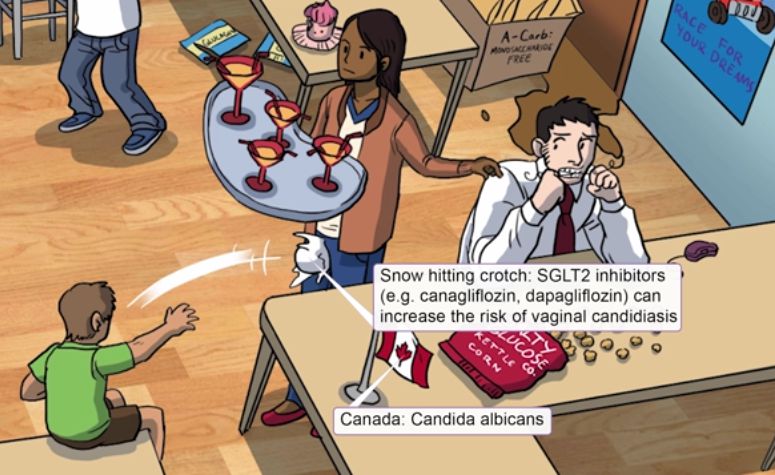 GLUCAGON
A-Carb:
MONOSACCHARIDE
FREE
RACE FOR
YOUR DREAMS
Snow hitting crotch: SGLT2 inhibitors
(e.g. canagliflozin, dapagliflozin) can
increase the risk of vaginal candidiasis
GLUCOSE
KETTLE CO.
CORN
Canada: Candida albicans